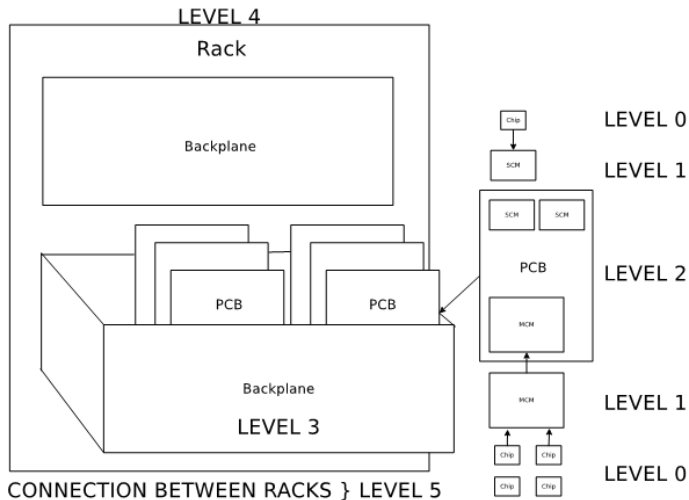 LEVEL 4
Rack
Backplane
PCB
PCB
Backplane
LEVEL 3
CONNECTION BETWEEN RACKS } LEVEL 5
Chip
LEVEL 0
SCM
LEVEL 1
SCM SCM
PCB
LEVEL 2
MCM
MCM
LEVEL 1
Chip Chip
LEVEL 0
Chip Chip